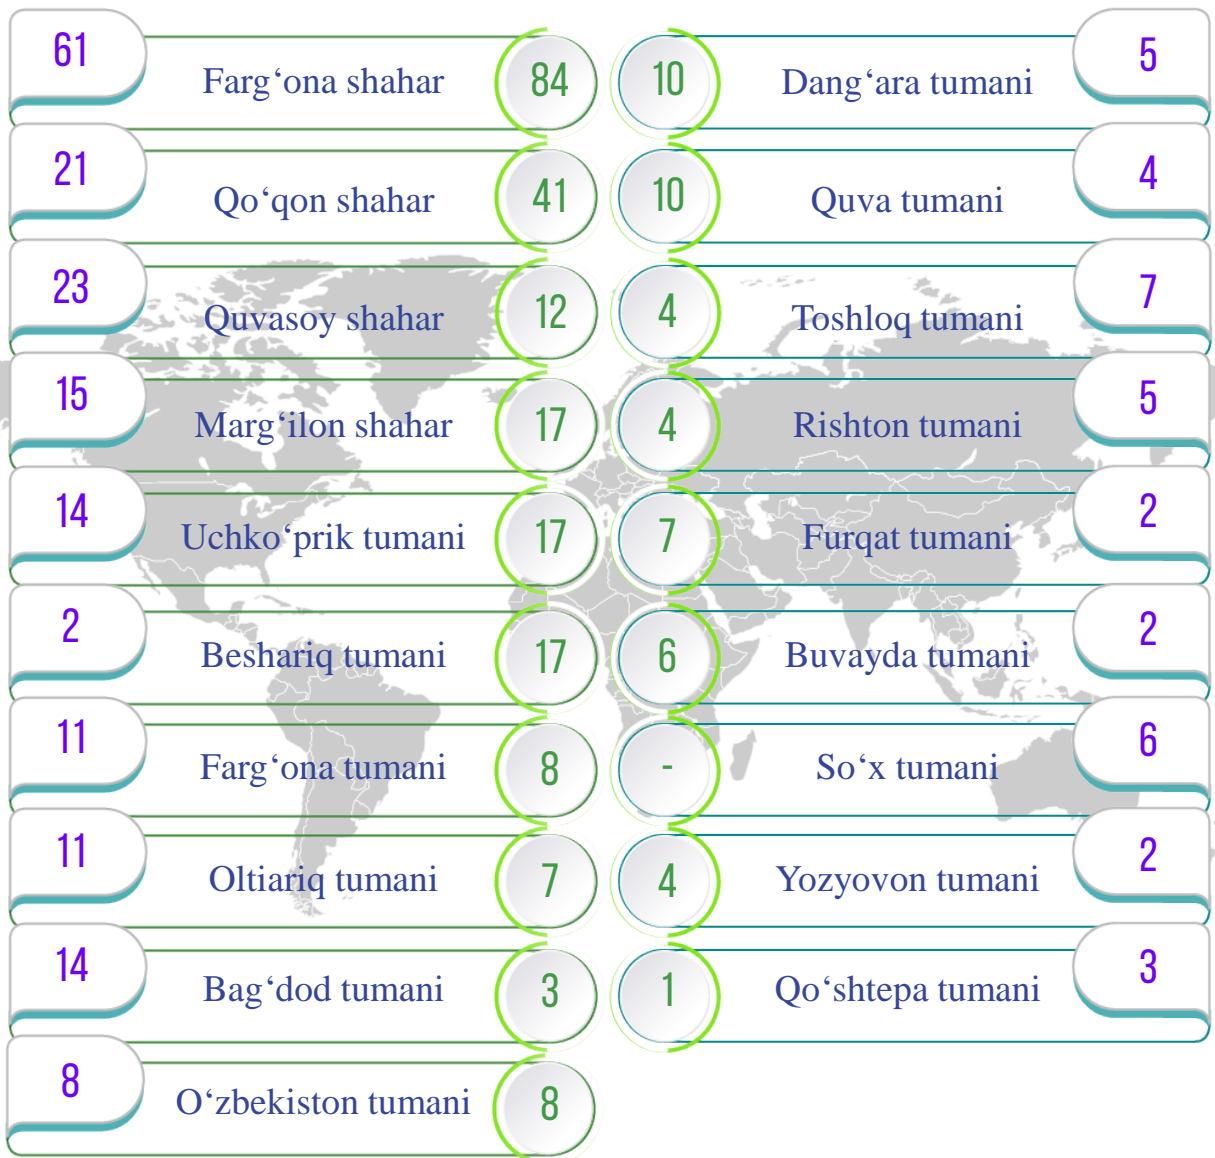 61 Farg‘ona shahar 84
21 Qo‘qon shahar 41
23 Quvasoy shahar 12
15 Marg‘ilon shahar 17
14 Uchko‘prik tumani 17
2 Beshariq tumani 17
11 Farg‘ona tumani 8
11 Oltiariq tumani 7
14 Bag‘dod tumani 3
8 O‘zbekiston tumani 8
10 Dang‘ara tumani 5
10 Quva tumani 4
4 Toshloq tumani 7
4 Rishton tumani 5
7 Furqat tumani 2
6 Buvayda tumani 2
- So‘x tumani 6
4 Yozyovon tumani 2
1 Qo‘shtepa tumani 3